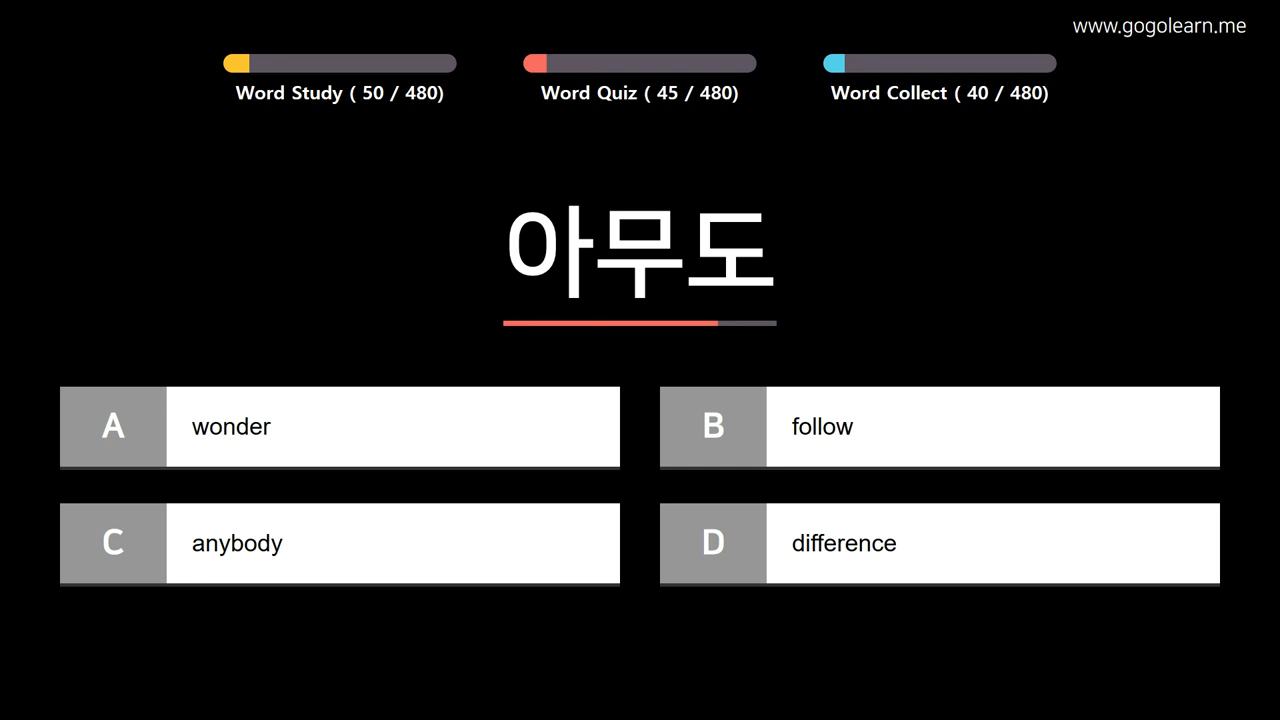 www.gogolearn.me
Word Study ( 50 / 480)
Word Quiz ( 45 / 480)
Word Collect ( 40 / 480)
아무도
A wonder
B follow
C anybody
D difference